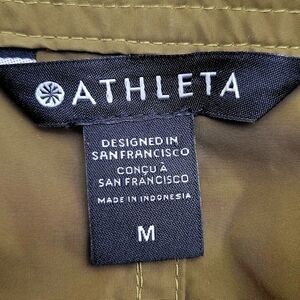 ATHLETA
DESIGNED IN
SAN FRANCISCO
CONÇU À
SAN FRANCISCO
MADE IN INDONESIA
M